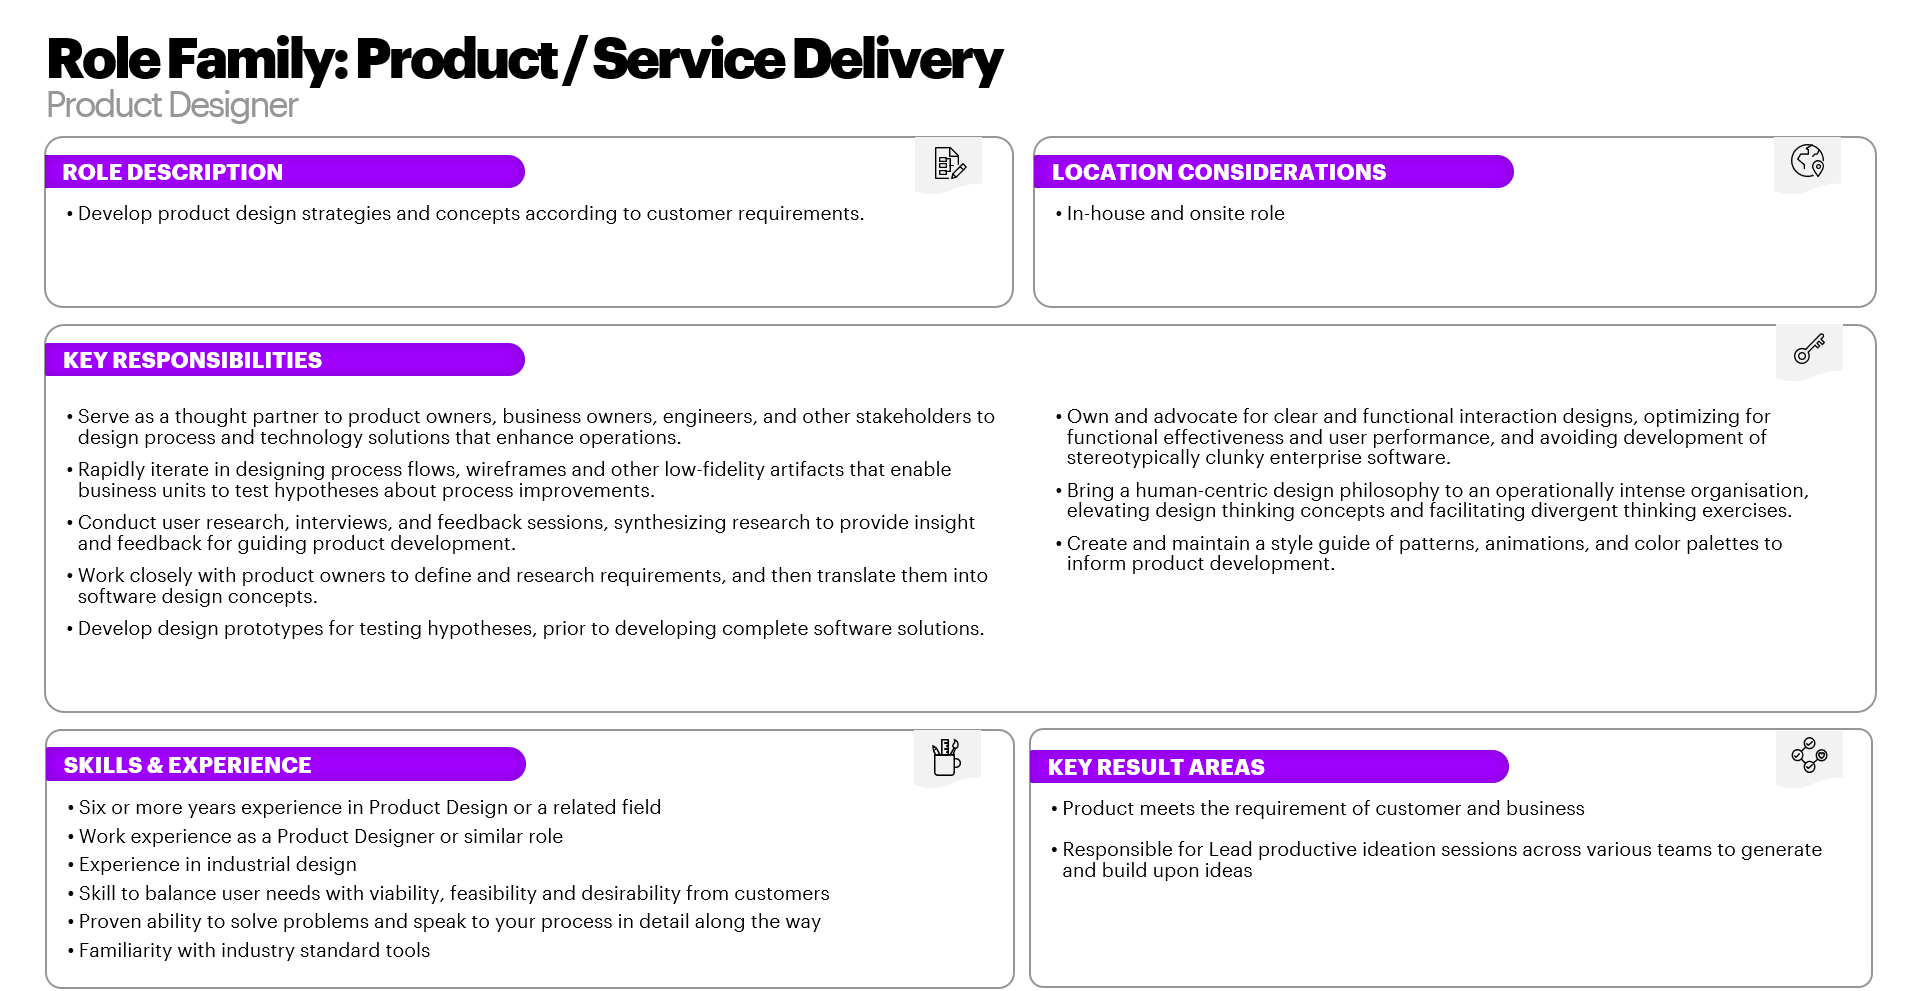 Role Family: Product / Service Delivery
Product Designer
ROLE DESCRIPTION
• Develop product design strategies and concepts according to customer requirements.
LOCATION CONSIDERATIONS
• In-house and onsite role
KEY RESPONSIBILITIES
• Serve as a thought partner to product owners, business owners, engineers, and other stakeholders to
design process and technology solutions that enhance operations.
• Rapidly iterate in designing process flows, wireframes and other low-fidelity artifacts that enable
business units to test hypotheses about process improvements.
• Conduct user research, interviews, and feedback sessions, synthesizing research to provide insight
and feedback for guiding product development.
• Work closely with product owners to define and research requirements, and then translate them into
software design concepts.
• Develop design prototypes for testing hypotheses, prior to developing complete software solutions.
• Own and advocate for clear and functional interaction designs, optimizing for
functional effectiveness and user performance, and avoiding development of
stereotypically clunky enterprise software.
• Bring a human-centric design philosophy to an operationally intense organisation,
elevating design thinking concepts and facilitating divergent thinking exercises.
• Create and maintain a style guide of patterns, animations, and color palettes to
inform product development.
SKILLS & EXPERIENCE
• Six or more years experience in Product Design or a related field
• Work experience as a Product Designer or similar role
• Experience in industrial design
• Skill to balance user needs with viability, feasibility and desirability from customers
• Proven ability to solve problems and speak to your process in detail along the way
• Familiarity with industry standard tools
KEY RESULT AREAS
• Product meets the requirement of customer and business
• Responsible for Lead productive ideation sessions across various teams to generate
and build upon ideas